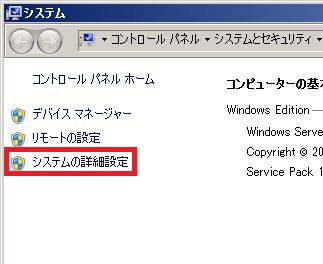 システム
コントロール パネル システムとセキュリティ
コントロール パネル ホーム
デバイス マネージャー
リモートの設定
システムの詳細設定
コンピューターの基
Windows Edition
Windows Serve
Copyright © 20
Service Pack 1